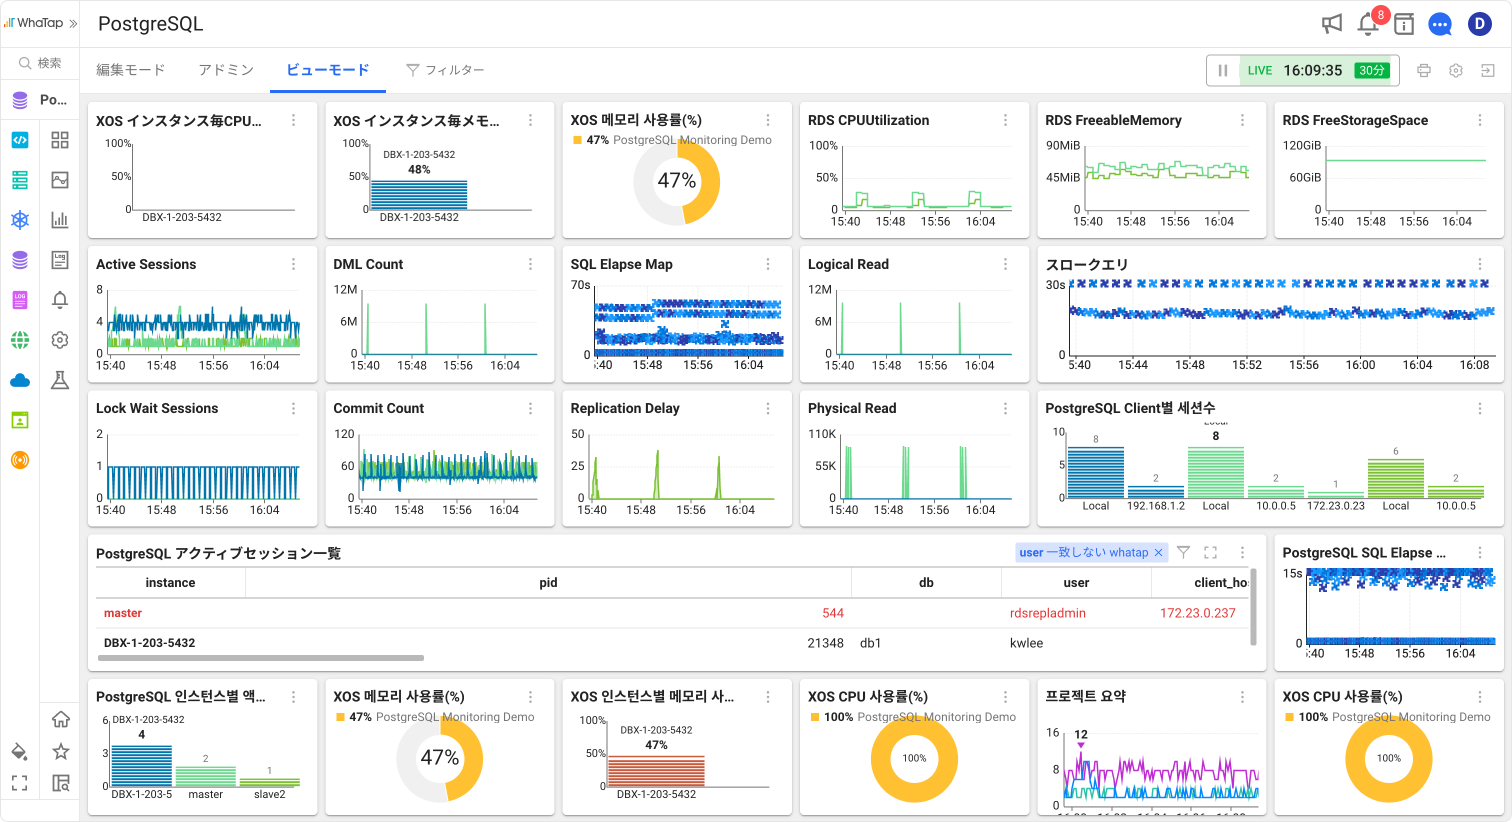 WhaTap
PostgreSQL
8
D
検索
編集モード
アドミン
ビューモード
フィルター
LIVE 16:09:35 30分
Po...
XOS インスタンス毎CPU...
100%
50%
0
DBX-1-203-5432
XOS インスタンス毎メモ...
100%
50%
0
DBX-1-203-5432
48%
DBX-1-203-5432
XOS 메모리 사용률(%)
47% PostgreSQL Monitoring Demo
47%
RDS CPUUtilization
100%
50%
0
15:40 15:48 15:56 16:04
RDS FreeableMemory
90MiB
45MiB
0
15:40 15:48 15:56 16:04
RDS FreeStorageSpace
120GiB
60GiB
0
15:40 15:48 15:56 16:04
Active Sessions
8
4
0
15:40 15:48 15:56 16:04
DML Count
12M
6M
0
15:40 15:48 15:56 16:04
SQL Elapse Map
70s
0
:40 15:48 15:56 16:04
Logical Read
12M
6M
0
15:40 15:48 15:56 16:04
スロークエリ
30s
0
5:40 15:44 15:48 15:52 15:56 16:00 16:04 16:08
Lock Wait Sessions
2
1
0
15:40 15:48 15:56 16:04
Commit Count
120
60
0
15:40 15:48 15:56 16:04
Replication Delay
50
25
0
15:40 15:48 15:56 16:04
Physical Read
110K
55K
0
15:40 15:48 15:56 16:04
PostgreSQL Client별 세션수
10
5
0
8 2 Local 8 2 1 6 2
Local 192.168.1.2 Local 10.0.0.5 172.23.0.23 Local 10.0.0.5
PostgreSQL アクティブセッション一覧
user 一致しない whatap ×
instance pid db user client_ho
master 544 rdsrepladmin 172.23.0.237
DBX-1-203-5432 21348 db1 kwlee
PostgreSQL SQL Elapse ...
15s
0
:40 15:48 15:56 16:04
PostgreSQL 인스턴스별 액...
6
3
0
DBX-1-203-5432
4 2 1
DBX-1-203-5 master slave2
XOS 메모리 사용률(%)
47% PostgreSQL Monitoring Demo
47%
XOS 인스턴스별 메모리 사...
100%
50%
0
DBX-1-203-5432
47%
DBX-1-203-5432
XOS CPU 사용률(%)
100% PostgreSQL Monitoring Demo
100%
프로젝트 요약
16
8
0
12
XOS CPU 사용률(%)
100% PostgreSQL Monitoring Demo
100%